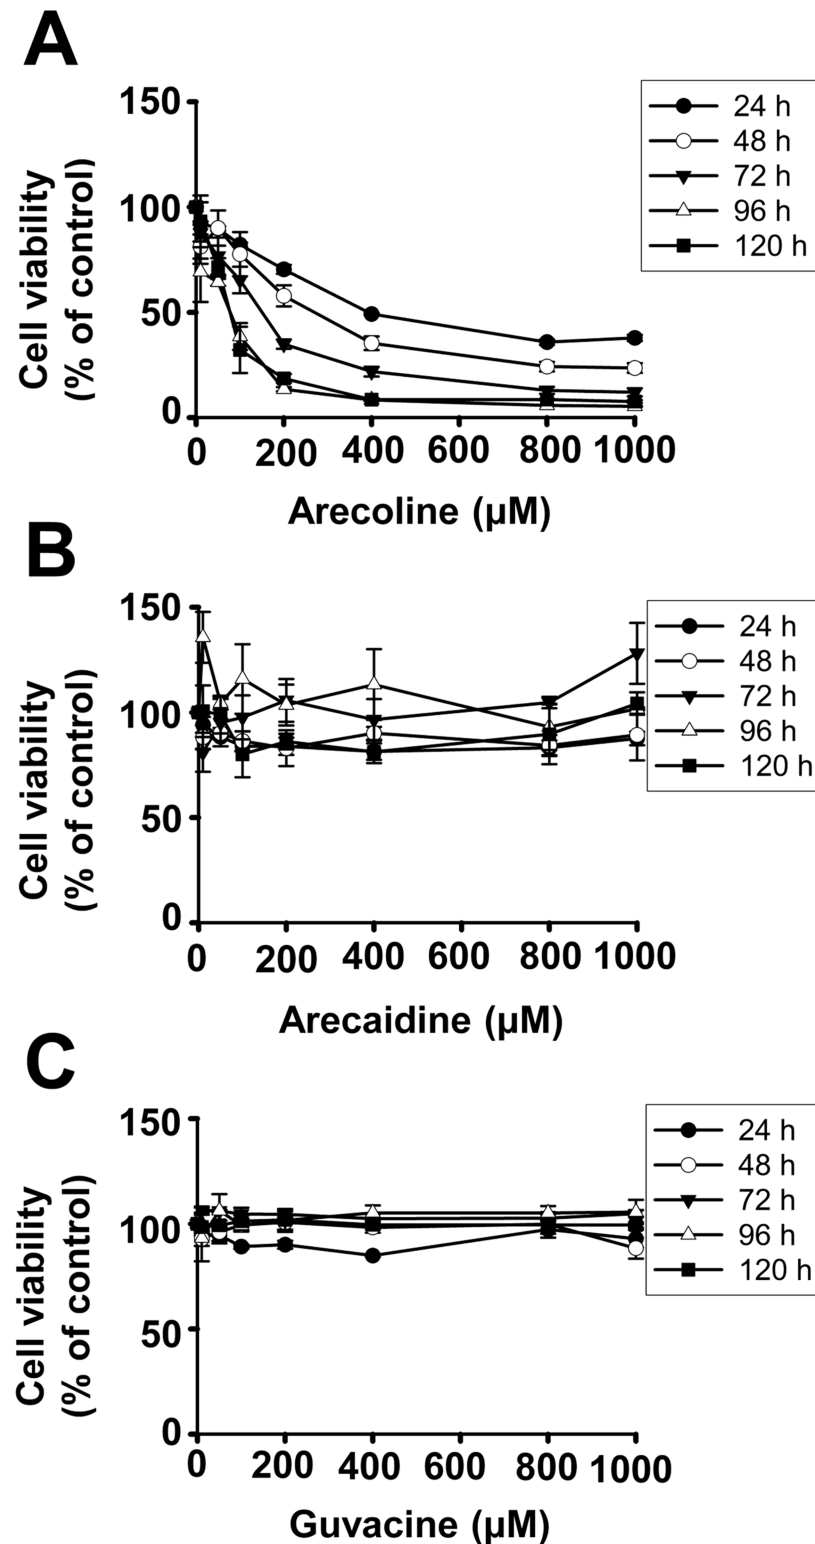 A
150
100
50
0
Cell viability
(% of control)
24 h
48 h
72 h
96 h
120 h
0 200 400 600 800 1000
Arecoline (µM)
B
150
100
50
0
Cell viability
(% of control)
24 h
48 h
72 h
96 h
120 h
0 200 400 600 800 1000
Arecaidine (µM)
C
150
100
50
0
Cell viability
(% of control)
24 h
48 h
72 h
96 h
120 h
0 200 400 600 800 1000
Guvacine (µM)